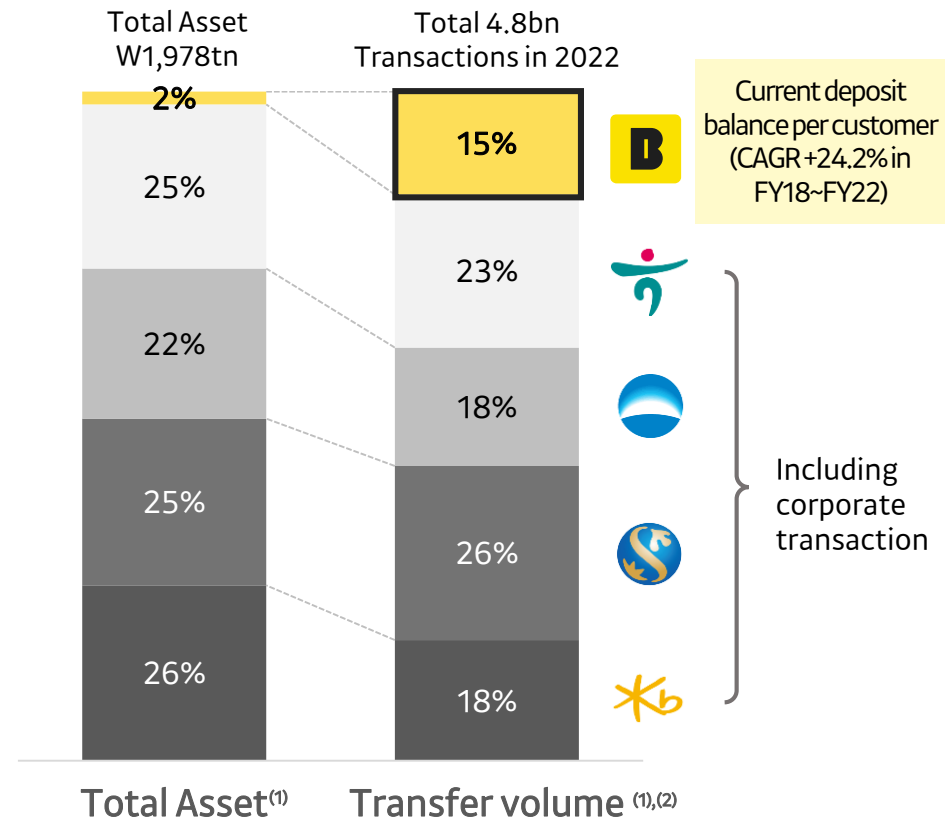 Total Asset
W1,978tn
Total 4.8bn
Transactions in 2022
2%
25%
22%
25%
26%
15%
23%
18%
26%
18%
B
Kb
Current deposit
balance per customer
(CAGR +24.2% in
FY18~FY22)
Including
corporate
transaction
Total Asset(1)
Transfer volume (1),(2)